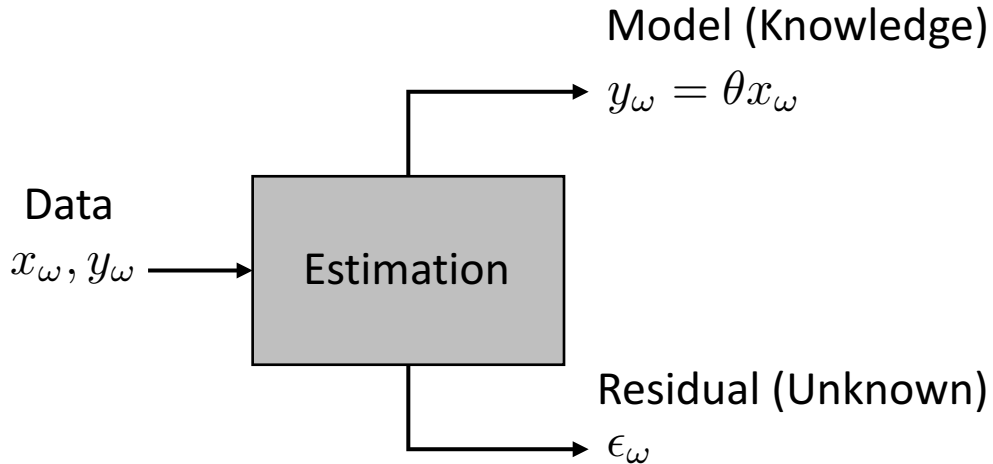 Model (Knowledge)
y_ω = θx_ω
Data
x_ω, y_ω
Estimation
Residual (Unknown)
ϵ_ω